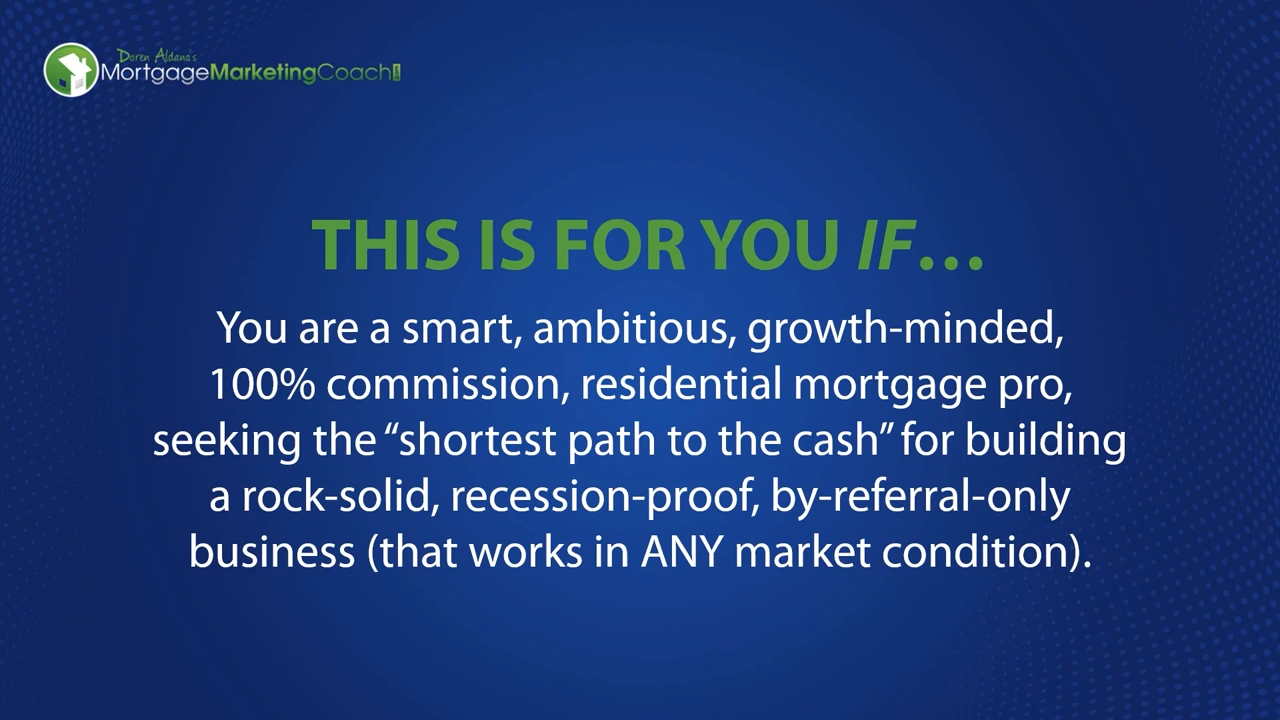 Doren Aldana's
MortgageMarketingCoach
THIS IS FOR YOU IF...
You are a smart, ambitious, growth-minded,
100% commission, residential mortgage pro,
seeking the “shortest path to the cash” for building
a rock-solid, recession-proof, by-referral-only
business (that works in ANY market condition).